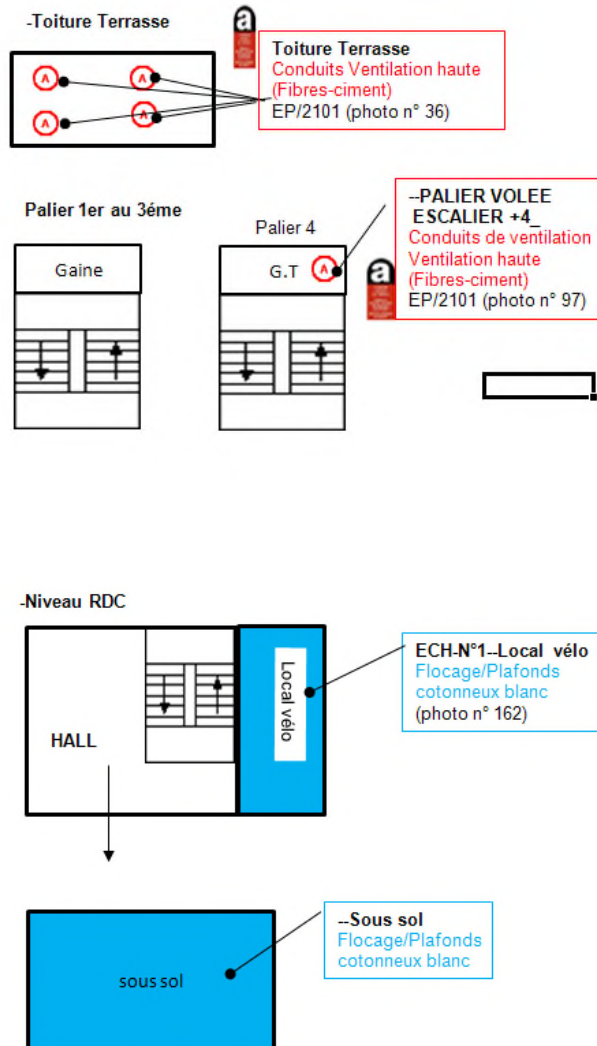 -Toiture Terrasse
a
A
A
A
A
Toiture Terrasse
Conduits Ventilation haute
(Fibres-ciment)
EP/2101 (photo n° 36)
Palier 1er au 3éme
Gaine
Palier 4
G.T
A
a
--PALIER VOLEE
ESCALIER +4_
Conduits de ventilation
Ventilation haute
(Fibres-ciment)
EP/2101 (photo n° 97)
-Niveau RDC
HALL
Local vélo
ECH-N°1--Local vélo
Flocage/Plafonds
cotonneux blanc
(photo n° 162)
sous sol
--Sous sol
Flocage/Plafonds
cotonneux blanc